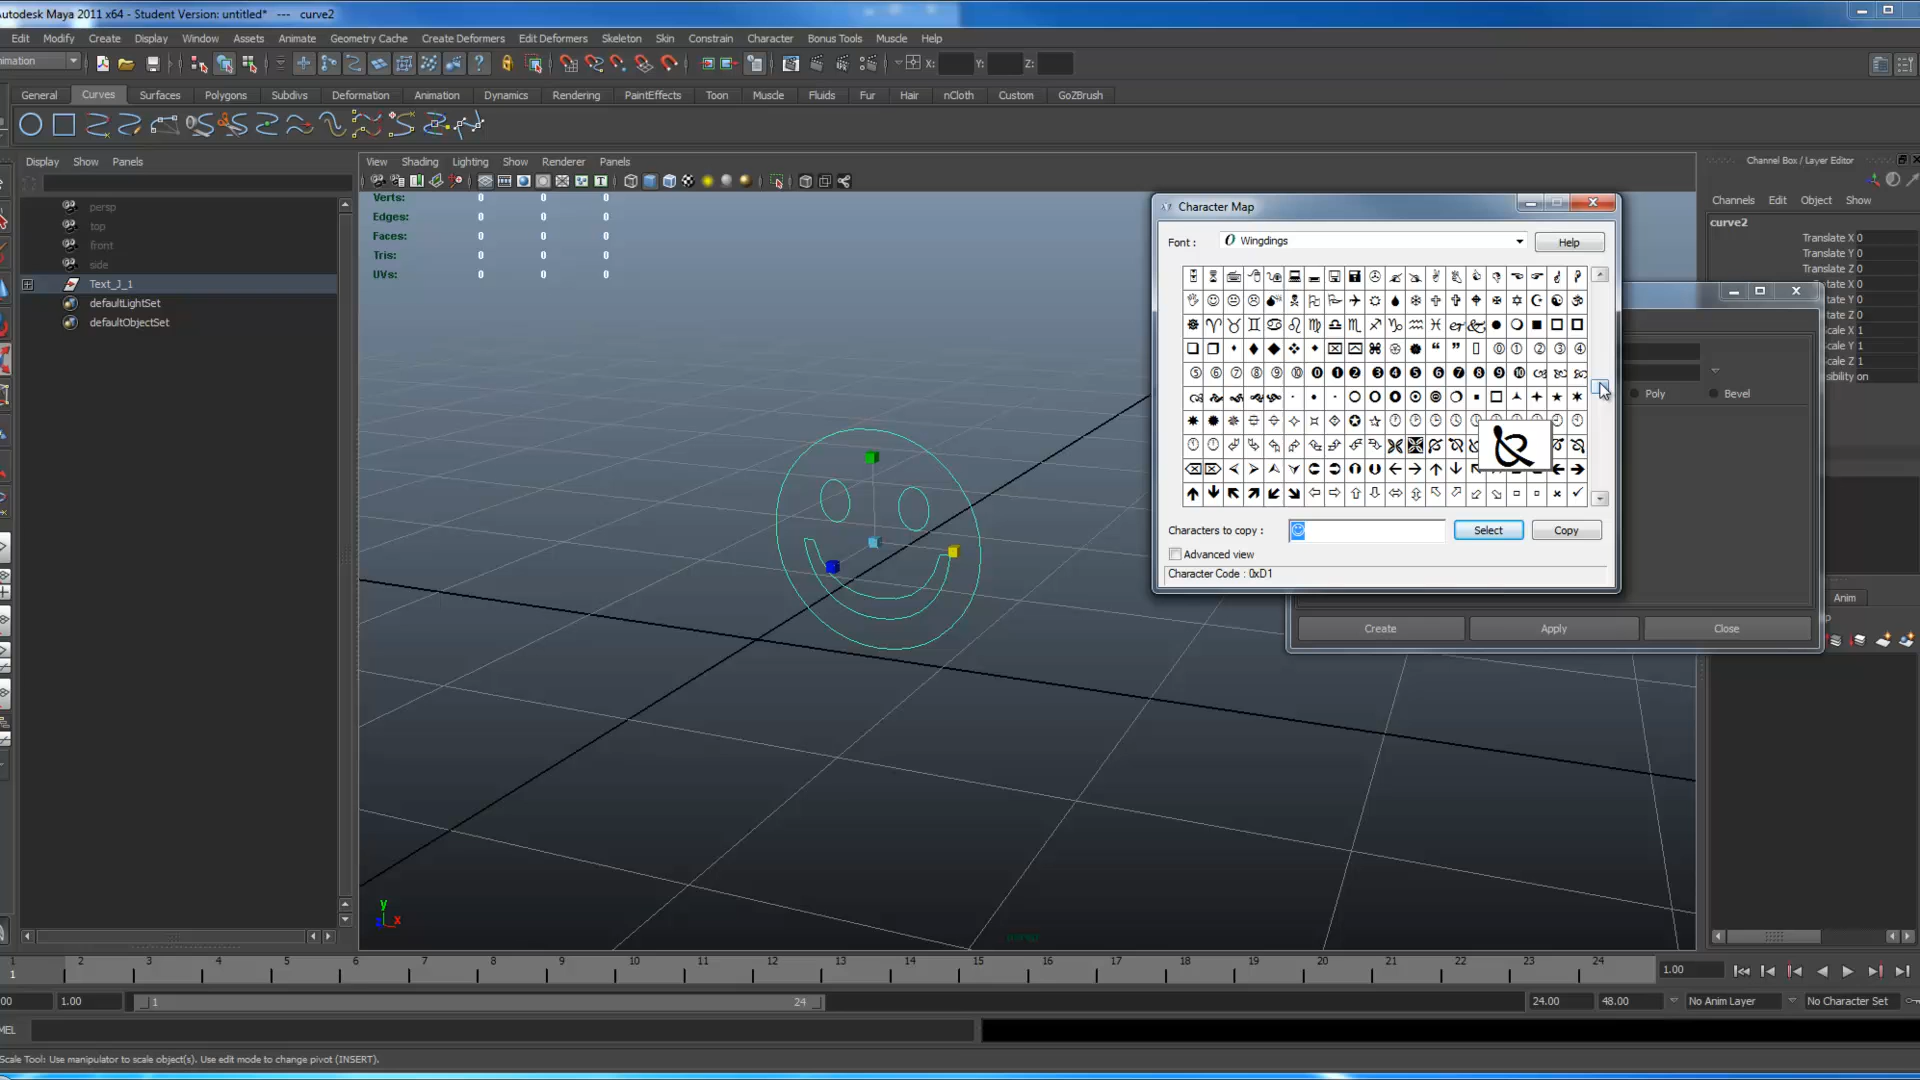 Autodesk Maya 2011 x64 - Student Version: untitled* --- curve2
Edit Modify Create Display Window Assets Animate Geometry Cache Create Deformers Edit Deformers Skeleton Skin Constrain Character Bonus Tools Muscle Help
nimation X: Y: Z:
General Curves Surfaces Polygons Subdivs Deformation Animation Dynamics Rendering PaintEffects Toon Muscle Fluids Fur Hair nCloth Custom GoZBrush
Display Show Panels
View Shading Lighting Show Renderer Panels
Channel Box / Layer Editor
Channels Edit Object Show
curve2
Translate X 0
Translate Y 0
Translate Z 0
tate X 0
tate Y 0
tate Z 0
cale X 1
cale Y 1
cale Z 1
sibility on
persp
top
front
side
Text_J_1
defaultLightSet
defaultObjectSet
Verts: 0 0 0
Edges: 0 0 0
Faces: 0 0 0
Tris: 0 0 0
UVs: 0 0 0
Character Map
Font : Wingdings Help
Characters to copy : Select Copy
Advanced view
Character Code : 0xD1
Poly Bevel
Anim
Create Apply Close
y
x
1 2 3 4 5 6 7 8 9 10 11 12 13 14 15 16 17 18 19 20 21 22 23 24
1 1.00
00 1.00 1 24 24.00 48.00 No Anim Layer No Character Set
MEL
Scale Tool: Use manipulator to scale object(s). Use edit mode to change pivot (INSERT).